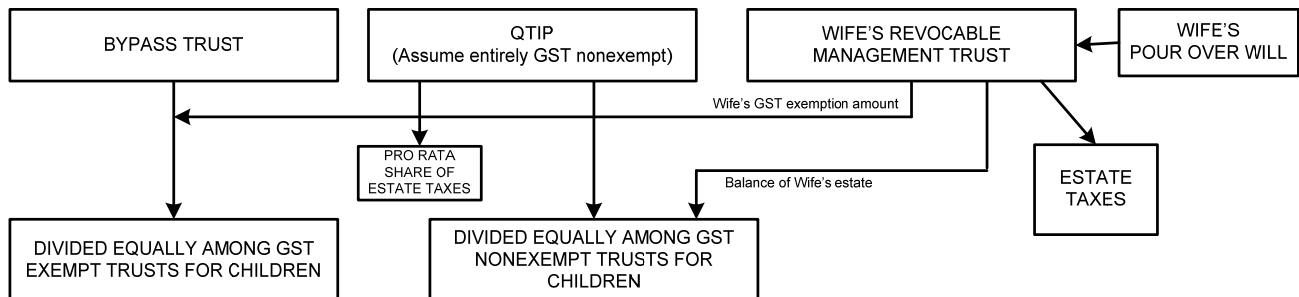 BYPASS TRUST
QTIP
(Assume entirely GST nonexempt)
WIFE'S REVOCABLE
MANAGEMENT TRUST
WIFE'S
POUR OVER WILL
Wife's GST exemption amount
PRO RATA
SHARE OF
ESTATE TAXES
Balance of Wife's estate
ESTATE
TAXES
DIVIDED EQUALLY AMONG GST
EXEMPT TRUSTS FOR CHILDREN
DIVIDED EQUALLY AMONG GST
NONEXEMPT TRUSTS FOR
CHILDREN